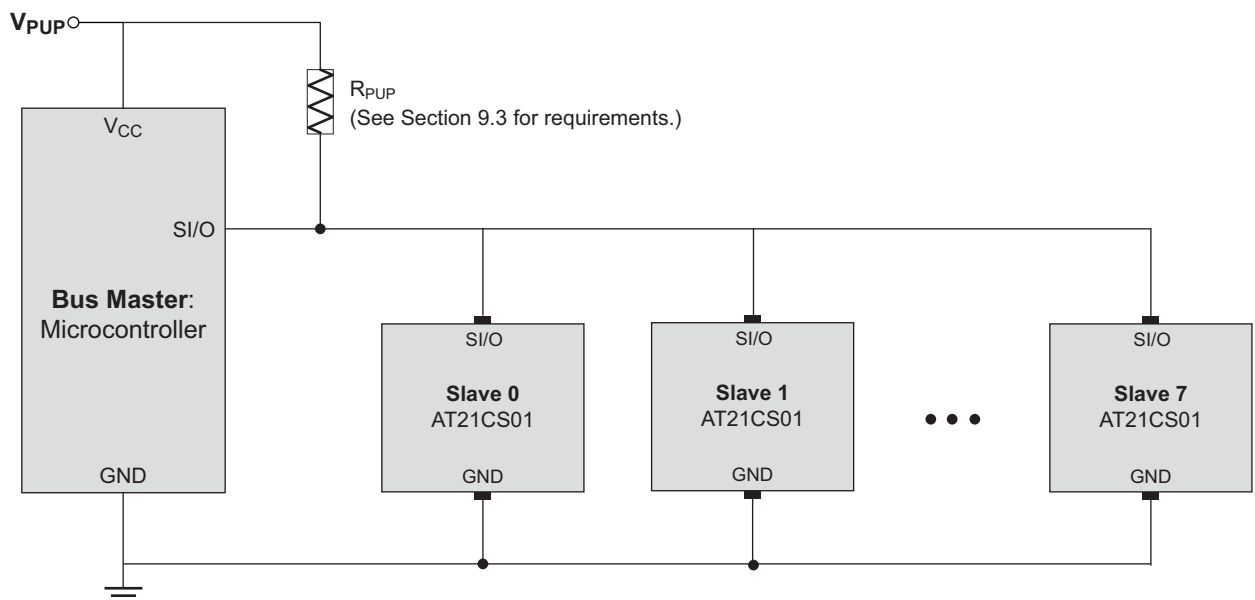 VPUP
RPUP
(See Section 9.3 for requirements.)
VCC
SI/O
Bus Master:
Microcontroller
GND
SI/O
Slave 0
AT21CS01
GND
SI/O
Slave 1
AT21CS01
GND
SI/O
Slave 7
AT21CS01
GND